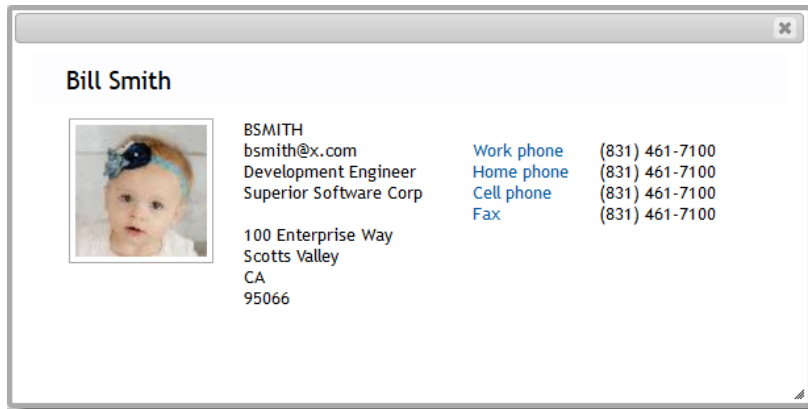 Bill Smith
BSMITH
bsmith@x.com
Development Engineer
Superior Software Corp
100 Enterprise Way
Scotts Valley
CA
95066
Work phone (831) 461-7100
Home phone (831) 461-7100
Cell phone (831) 461-7100
Fax (831) 461-7100